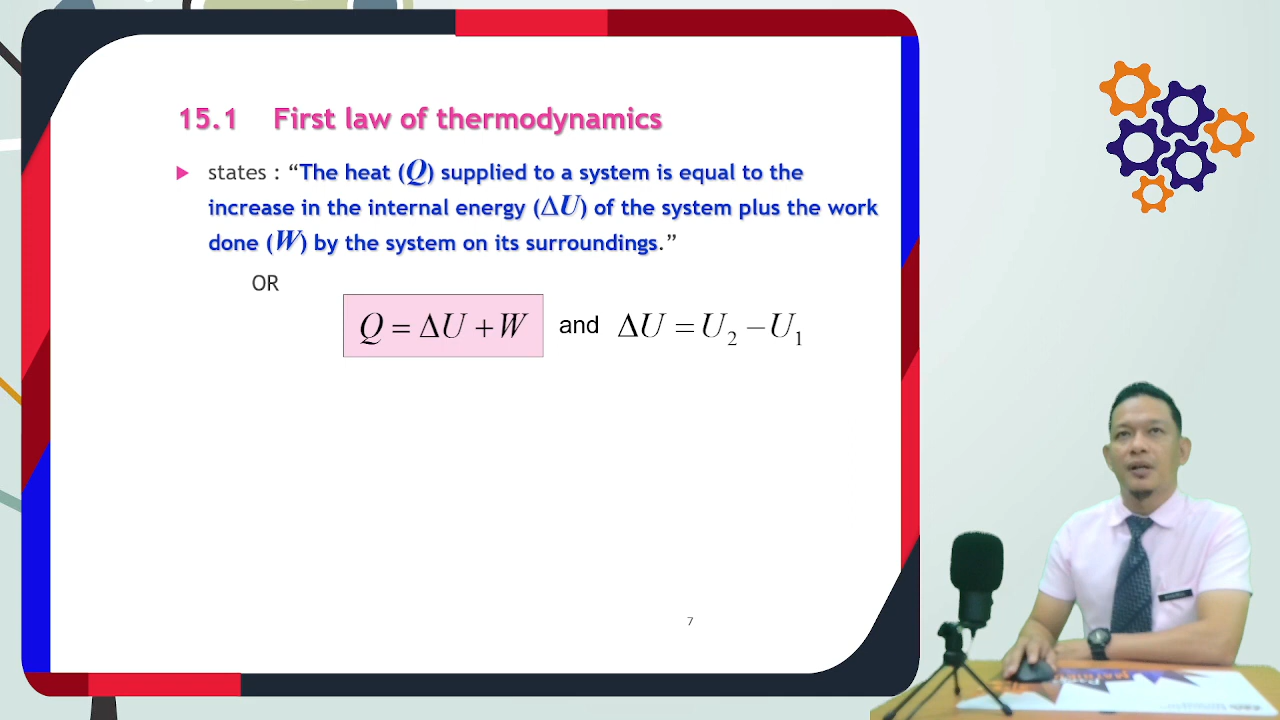 15.1 First law of thermodynamics
states : “The heat (Q) supplied to a system is equal to the
increase in the internal energy (ΔU) of the system plus the work
done (W) by the system on its surroundings.”
OR
Q = ΔU + W and ΔU = U₂ − U₁
7